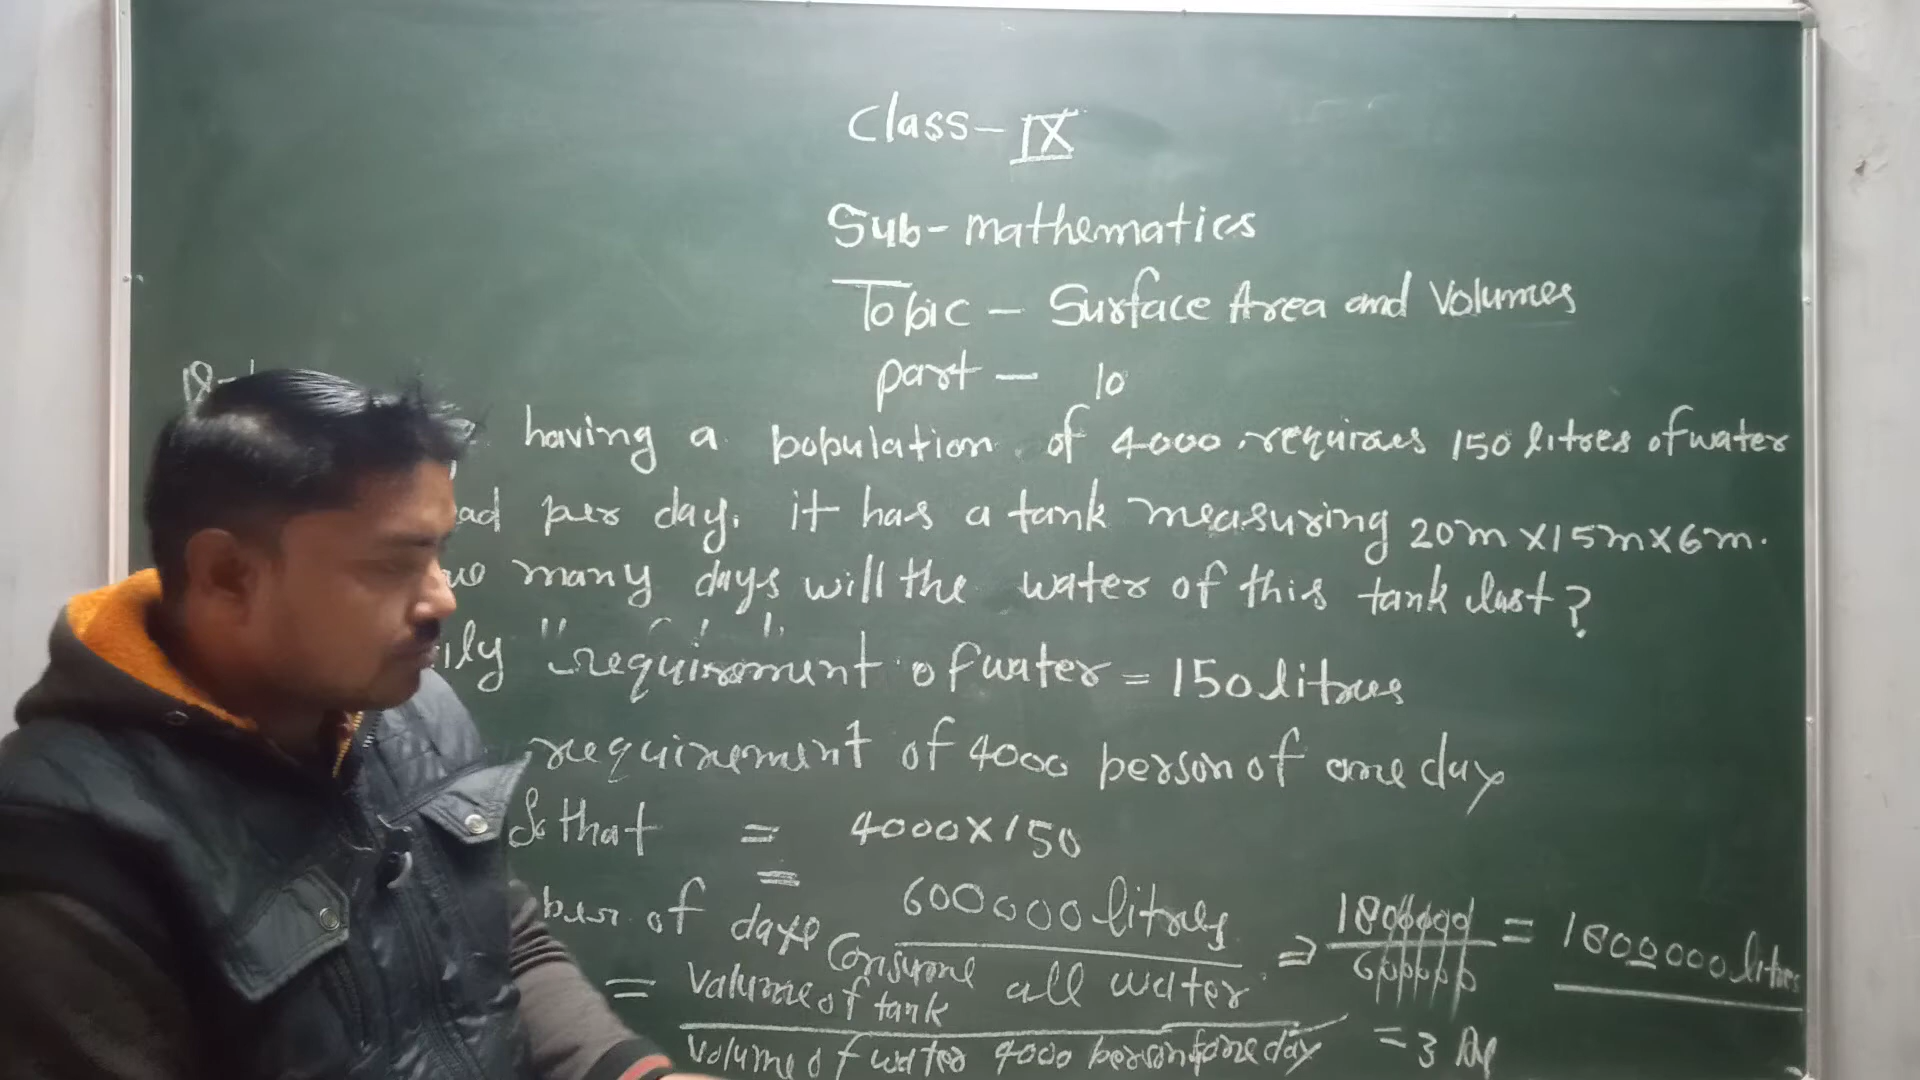 Class - IX
Sub - mathematics
Topic - Surface Area and Volumes
part - 10
having a population of 4000 requires 150 litres of water
ad per day. it has a tank measuring 20m x 15m x 6m.
many days will the water of this tank last?
ily requirement of water = 150 litres
requirement of 4000 person of one day
So that = 4000 x 150
= 600000 litres
ber of days consume all water
= Volume of tank / Volume of water 4000 person for one day ⇒ 1800000 / 600000 = 1800000 litres
= 3